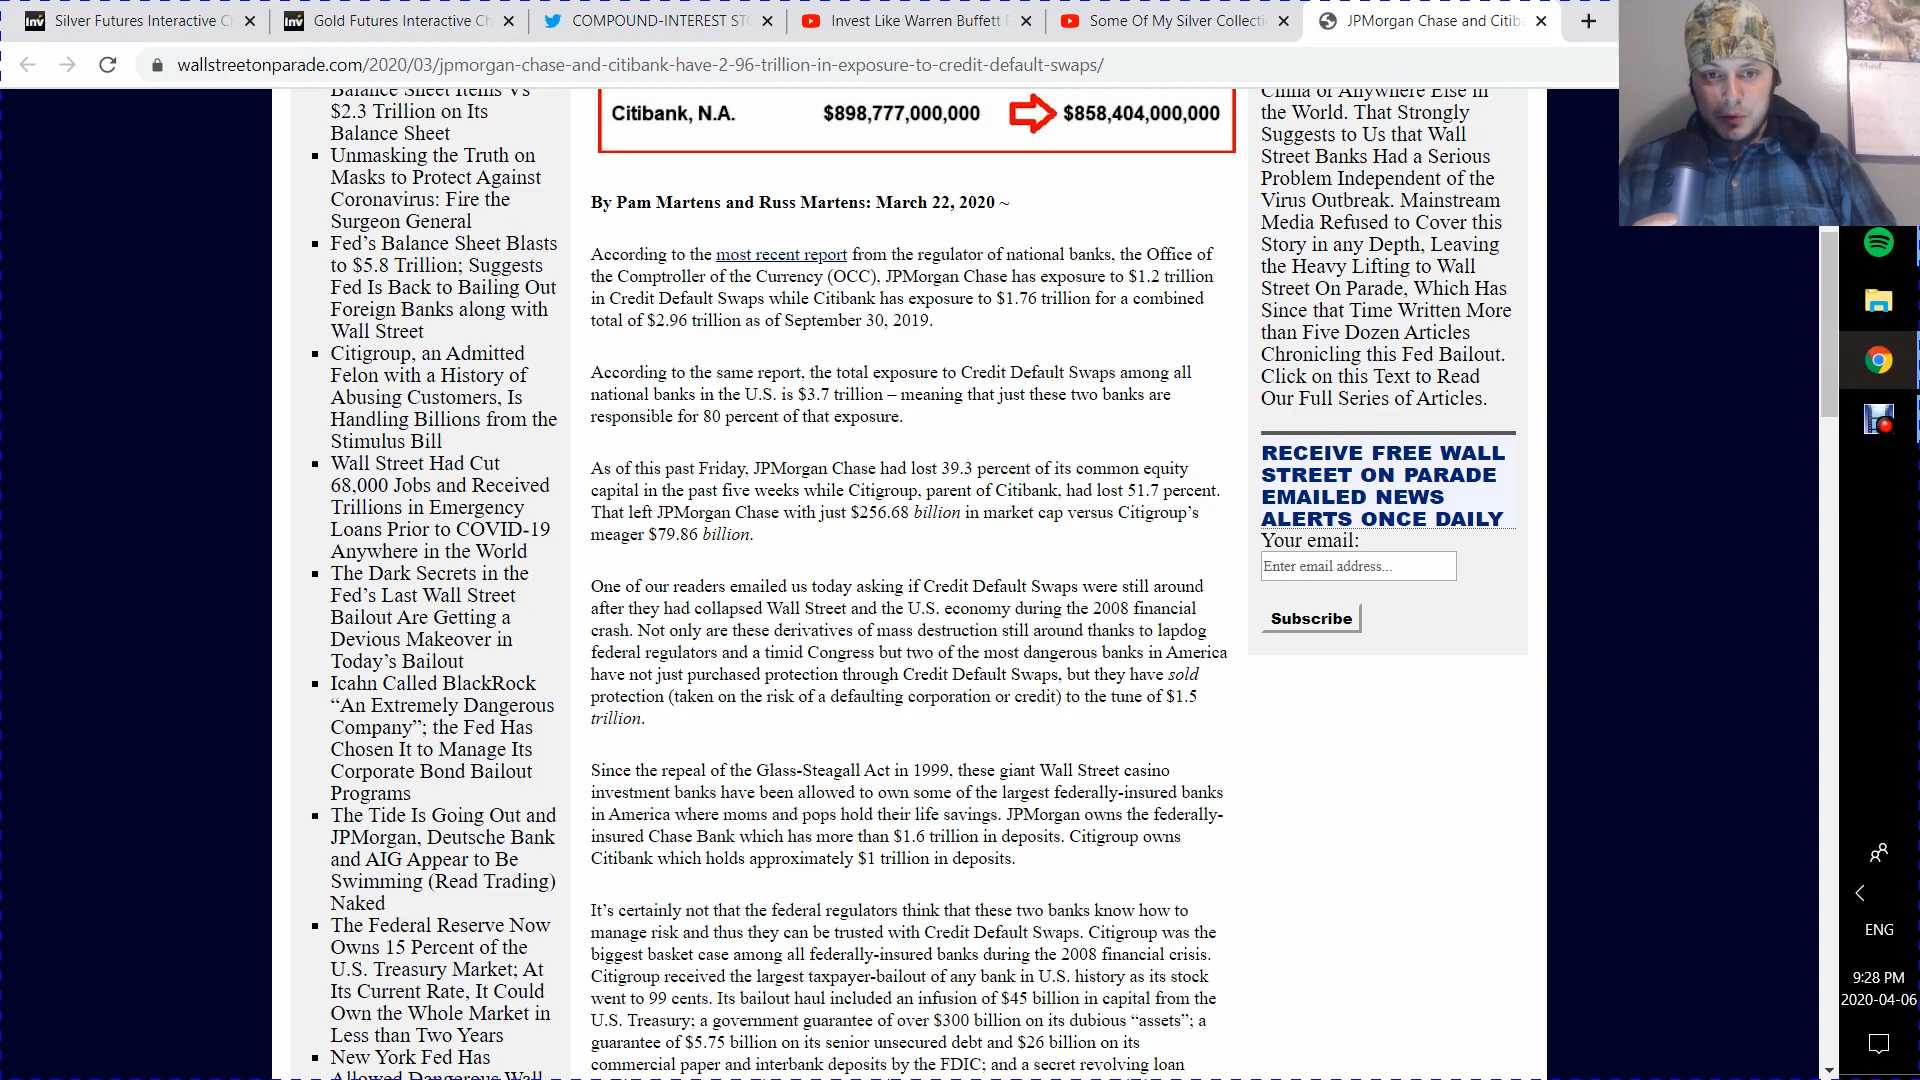 Silver Futures Interactive C
Gold Futures Interactive Ch
COMPOUND-INTEREST ST
Invest Like Warren Buffett
Some Of My Silver Collecti
JPMorgan Chase and Citib
wallstreetonparade.com/2020/03/jpmorgan-chase-and-citibank-have-2-96-trillion-in-exposure-to-credit-default-swaps/
Balance Sheet Items Vs
$2.3 Trillion on Its
Balance Sheet
Unmasking the Truth on
Masks to Protect Against
Coronavirus: Fire the
Surgeon General
Fed’s Balance Sheet Blasts
to $5.8 Trillion; Suggests
Fed Is Back to Bailing Out
Foreign Banks along with
Wall Street
Citigroup, an Admitted
Felon with a History of
Abusing Customers, Is
Handling Billions from the
Stimulus Bill
Wall Street Had Cut
68,000 Jobs and Received
Trillions in Emergency
Loans Prior to COVID-19
Anywhere in the World
The Dark Secrets in the
Fed’s Last Wall Street
Bailout Are Getting a
Devious Makeover in
Today’s Bailout
Icahn Called BlackRock
“An Extremely Dangerous
Company”; the Fed Has
Chosen It to Manage Its
Corporate Bond Bailout
Programs
The Tide Is Going Out and
JPMorgan, Deutsche Bank
and AIG Appear to Be
Swimming (Read Trading)
Naked
The Federal Reserve Now
Owns 15 Percent of the
U.S. Treasury Market; At
Its Current Rate, It Could
Own the Whole Market in
Less than Two Years
New York Fed Has
Allowed Dangerous Wall
Citibank, N.A. $898,777,000,000 $858,404,000,000
By Pam Martens and Russ Martens: March 22, 2020 ~
According to the most recent report from the regulator of national banks, the Office of
the Comptroller of the Currency (OCC), JPMorgan Chase has exposure to $1.2 trillion
in Credit Default Swaps while Citibank has exposure to $1.76 trillion for a combined
total of $2.96 trillion as of September 30, 2019.
According to the same report, the total exposure to Credit Default Swaps among all
national banks in the U.S. is $3.7 trillion – meaning that just these two banks are
responsible for 80 percent of that exposure.
As of this past Friday, JPMorgan Chase had lost 39.3 percent of its common equity
capital in the past five weeks while Citigroup, parent of Citibank, had lost 51.7 percent.
That left JPMorgan Chase with just $256.68 billion in market cap versus Citigroup’s
meager $79.86 billion.
One of our readers emailed us today asking if Credit Default Swaps were still around
after they had collapsed Wall Street and the U.S. economy during the 2008 financial
crash. Not only are these derivatives of mass destruction still around thanks to lapdog
federal regulators and a timid Congress but two of the most dangerous banks in America
have not just purchased protection through Credit Default Swaps, but they have sold
protection (taken on the risk of a defaulting corporation or credit) to the tune of $1.5
trillion.
Since the repeal of the Glass-Steagall Act in 1999, these giant Wall Street casino
investment banks have been allowed to own some of the largest federally-insured banks
in America where moms and pops hold their life savings. JPMorgan owns the federally-
insured Chase Bank which has more than $1.6 trillion in deposits. Citigroup owns
Citibank which holds approximately $1 trillion in deposits.
It’s certainly not that the federal regulators think that these two banks know how to
manage risk and thus they can be trusted with Credit Default Swaps. Citigroup was the
biggest basket case among all federally-insured banks during the 2008 financial crisis.
Citigroup received the largest taxpayer-bailout of any bank in U.S. history as its stock
went to 99 cents. Its bailout haul included an infusion of $45 billion in capital from the
U.S. Treasury; a government guarantee of over $300 billion on its dubious “assets”; a
guarantee of $5.75 billion on its senior unsecured debt and $26 billion on its
commercial paper and interbank deposits by the FDIC; and a secret revolving loan
China or Anywhere Else in
the World. That Strongly
Suggests to Us that Wall
Street Banks Had a Serious
Problem Independent of the
Virus Outbreak. Mainstream
Media Refused to Cover this
Story in any Depth, Leaving
the Heavy Lifting to Wall
Street On Parade, Which Has
Since that Time Written More
than Five Dozen Articles
Chronicling this Fed Bailout.
Click on this Text to Read
Our Full Series of Articles.
RECEIVE FREE WALL
STREET ON PARADE
EMAILED NEWS
ALERTS ONCE DAILY
Your email:
Enter email address...
Subscribe
ENG
9:28 PM
2020-04-06